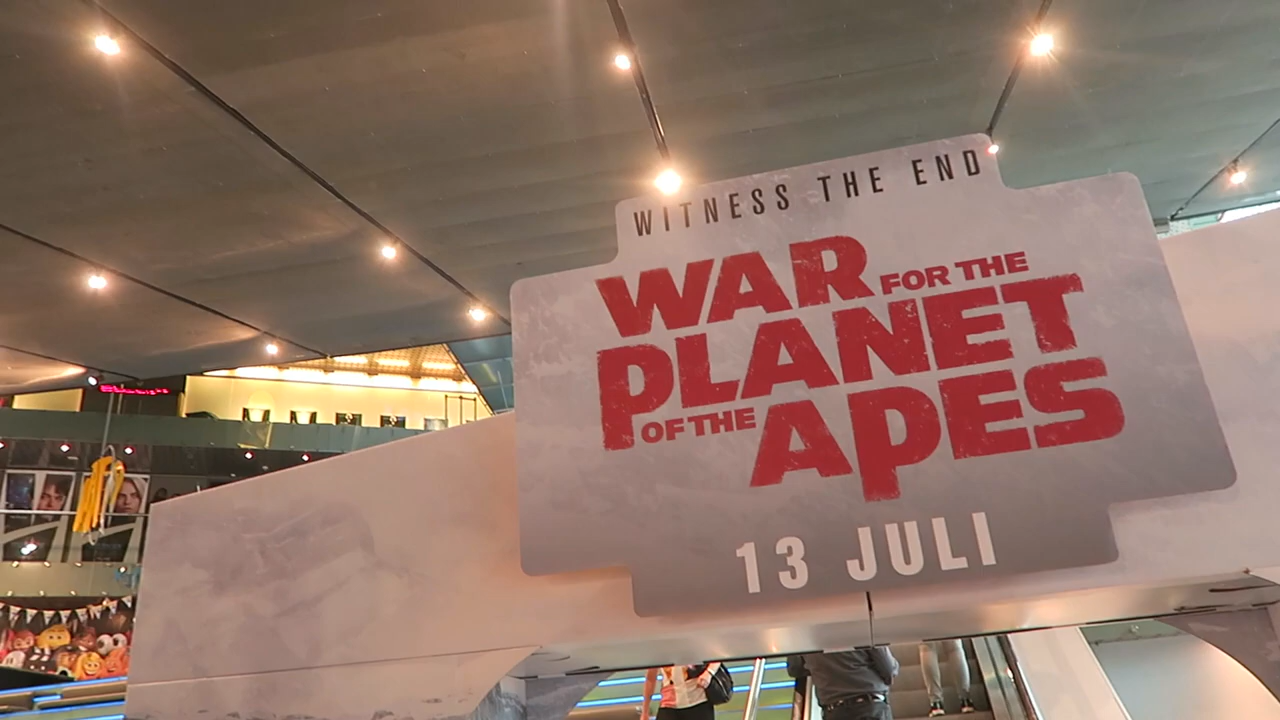 WITNESS THE END
WAR FOR THE
PLANET
OF THE APES
13 JULI